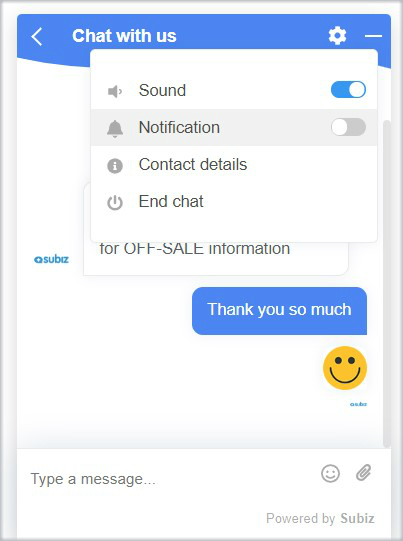 Chat with us
Sound
Notification
Contact details
End chat
for OFF-SALE information
subiz
Thank you so much
subiz
Type a message...
Powered by Subiz